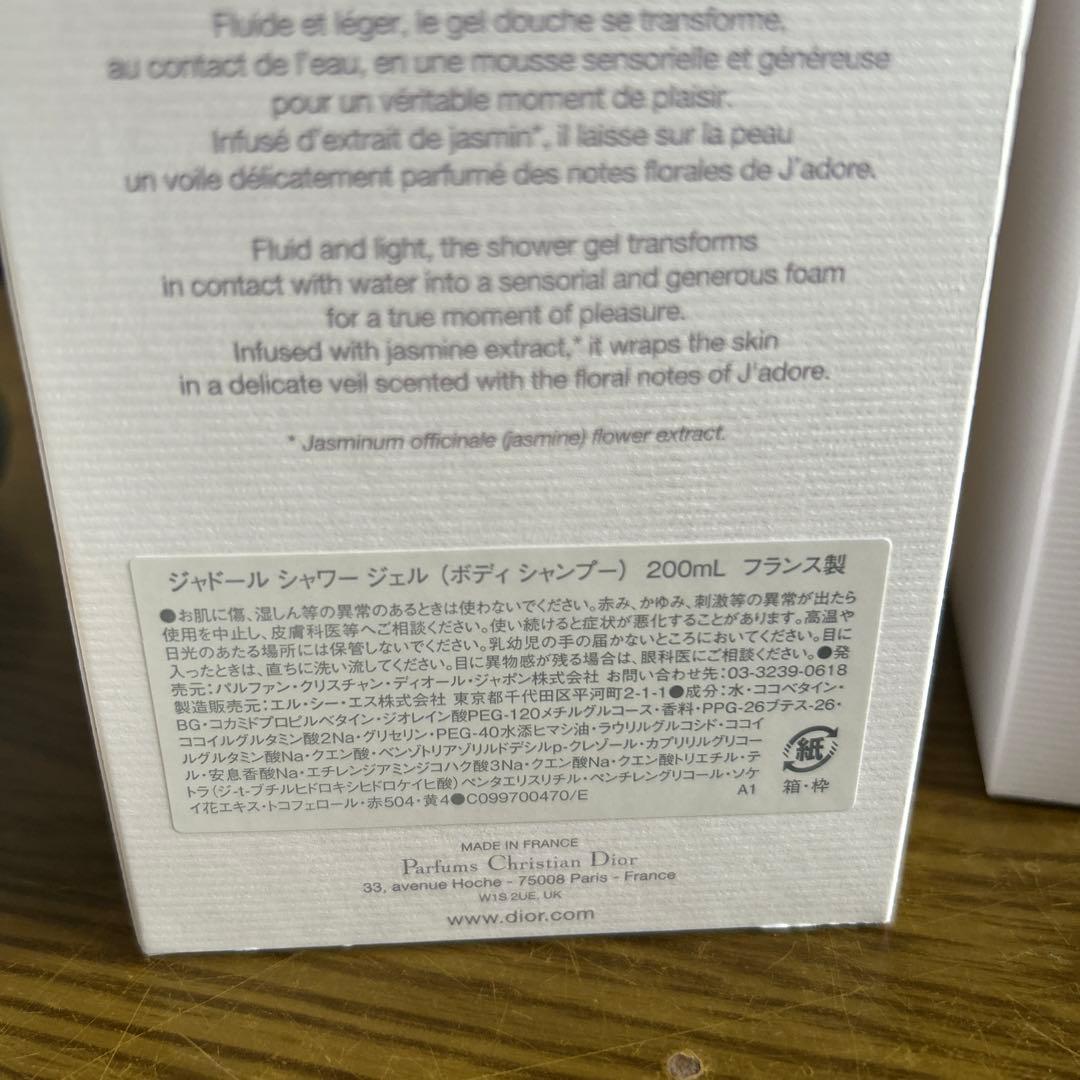 Fluide et léger, le gel douche se transforme,
au contact de l'eau, en une mousse sensorielle et généreuse
pour un véritable moment de plaisir.
Infusé d'extrait de jasmin*, il laisse sur la peau
un voile délicatement parfumé des notes florales de J'adore.
Fluid and light, the shower gel transforms
in contact with water into a sensorial and generous foam
for a true moment of pleasure.
Infused with jasmine extract,* it wraps the skin
in a delicate veil scented with the floral notes of J'adore.
* Jasminum officinale (jasmine) flower extract.
ジャドール シャワー ジェル（ボディ シャンプー） 200mL フランス製
●お肌に傷、湿しん等の異常のあるときは使わないでください。赤み、かゆみ、刺激等の異常が出たら
使用を中止し、皮膚科医等へご相談ください。使い続けると症状が悪化することがあります。高温や
日光のあたる場所には保管しないでください。乳幼児の手の届かないところにおいてください。目に
入ったときは、直ちに洗い流してください。目に異物感が残る場合は、眼科医にご相談ください。●発
売元：パルファン・クリスチャン・ディオール・ジャポン株式会社 お問い合わせ先：03-3239-0618
製造販売元：エル・シー・エス株式会社 東京都千代田区平河町2-1-1●成分：水・ココベタイン・
BG・コカミドプロピルベタイン・ジオレイン酸PEG-120メチルグルコース・香料・PPG-26ブテス-26・
ココイルグルタミン酸2Na・グリセリン・PEG-40水添ヒマシ油・ラウリルグルコシド・ココイ
ルグルタミン酸Na・クエン酸・ベンゾトリアゾリルドデシルp-クレゾール・カプリリルグリコー
ル・安息香酸Na・エチレンジアミンジコハク酸3Na・クエン酸Na・クエン酸トリエチル・テ
トラ（ジ-t-ブチルヒドロキシヒドロケイヒ酸）ペンタエリスリチル・ペンチレングリコール・ソケ
イ花エキス・トコフェロール・赤504・黄4●C099700470/E
A1
紙
箱・枠
MADE IN FRANCE
Parfums Christian Dior
33, avenue Hoche - 75008 Paris - France
W1S 2UE, UK
www.dior.com